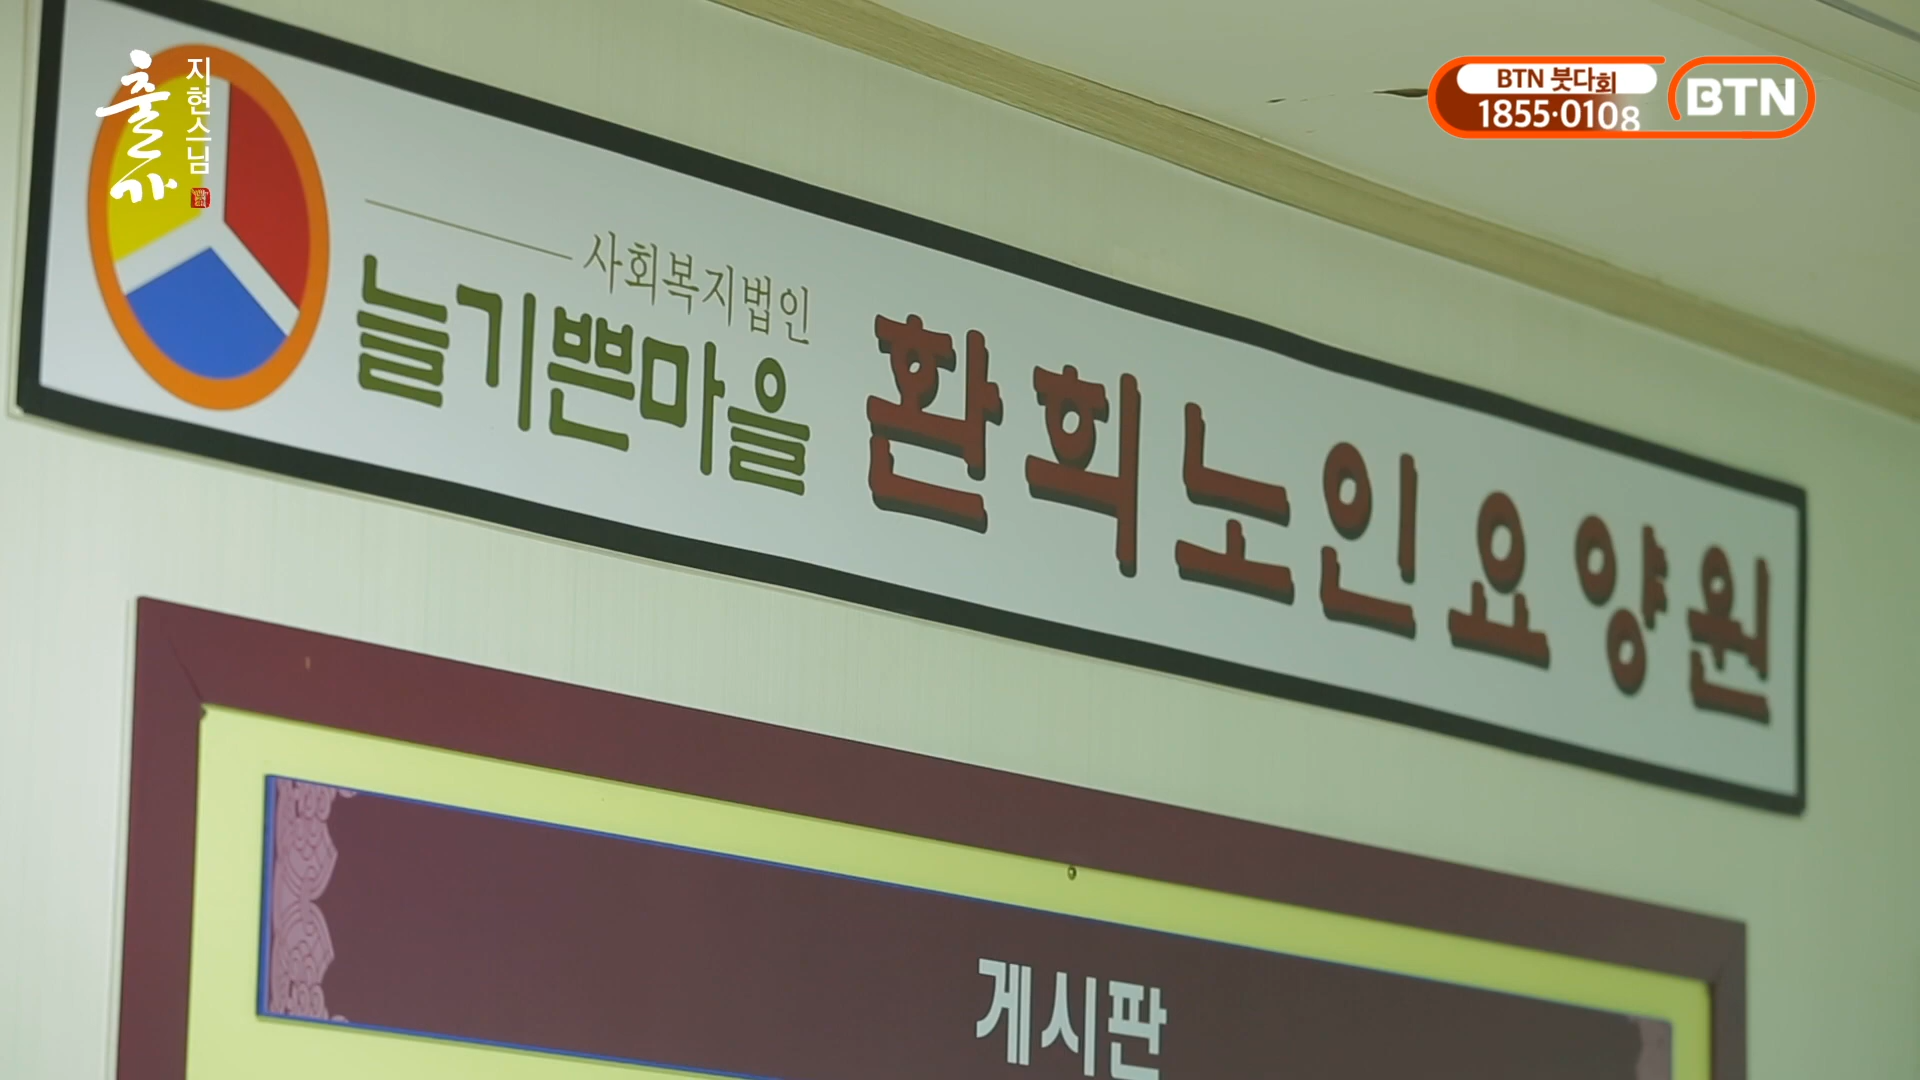 출가
지현스님
BTN 붓다회
1855·0108
BTN
사회복지법인
늘기쁜마을 환희노인요양원
게시판